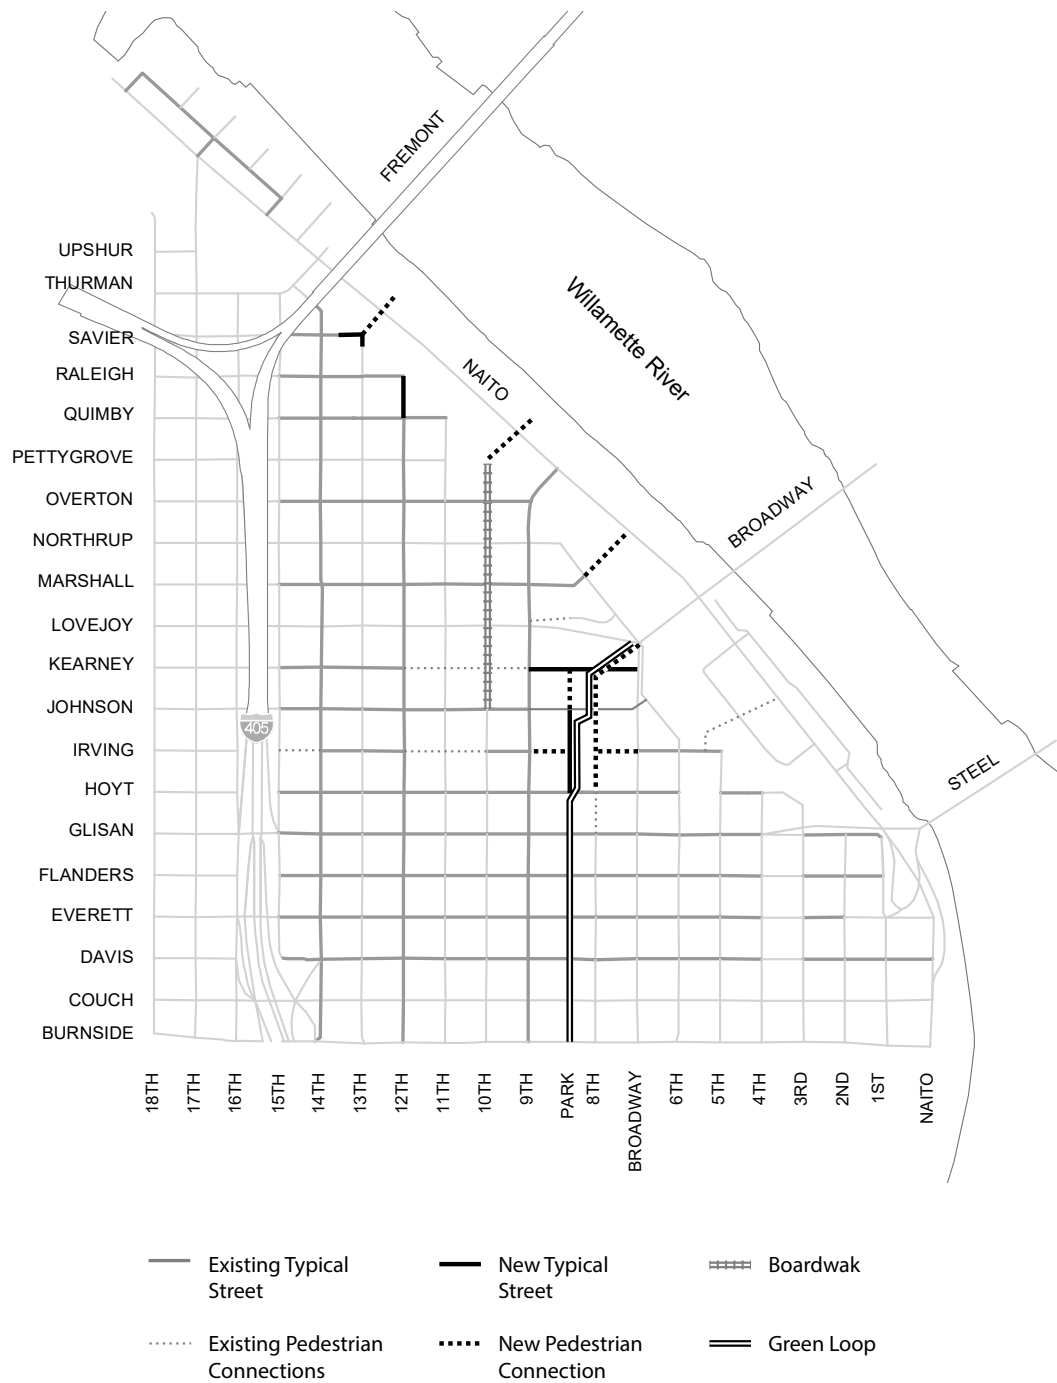 FREMONT
UPSHUR
THURMAN
Willamette River
SAVIER
NAITO
RALEIGH
QUIMBY
PETTYGROVE
BROADWAY
OVERTON
NORTHRUP
MARSHALL
LOVEJOY
KEARNEY
JOHNSON
405
IRVING
STEEL
HOYT
GLISAN
FLANDERS
EVERETT
DAVIS
COUCH
BURNSIDE
18TH
17TH
16TH
15TH
14TH
13TH
12TH
11TH
10TH
9TH
PARK
8TH
BROADWAY
6TH
5TH
4TH
3RD
2ND
1ST
NAITO
Existing Typical
Street
New Typical
Street
Boardwak
Existing Pedestrian
Connections
New Pedestrian
Connection
Green Loop